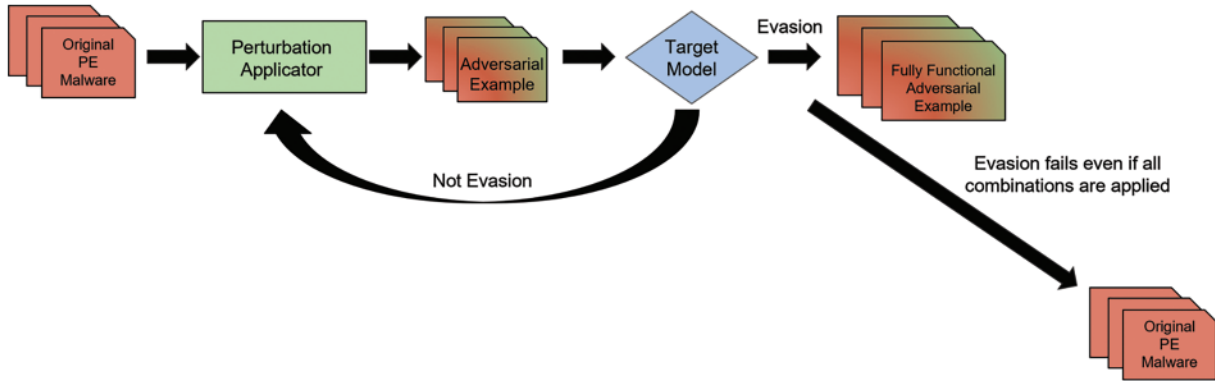 Original
PE
Malware
Perturbation
Applicator
Adversarial
Example
Target
Model
Evasion
Fully Functional
Adversarial
Example
Not Evasion
Evasion fails even if all
combinations are applied
Original
PE
Malware